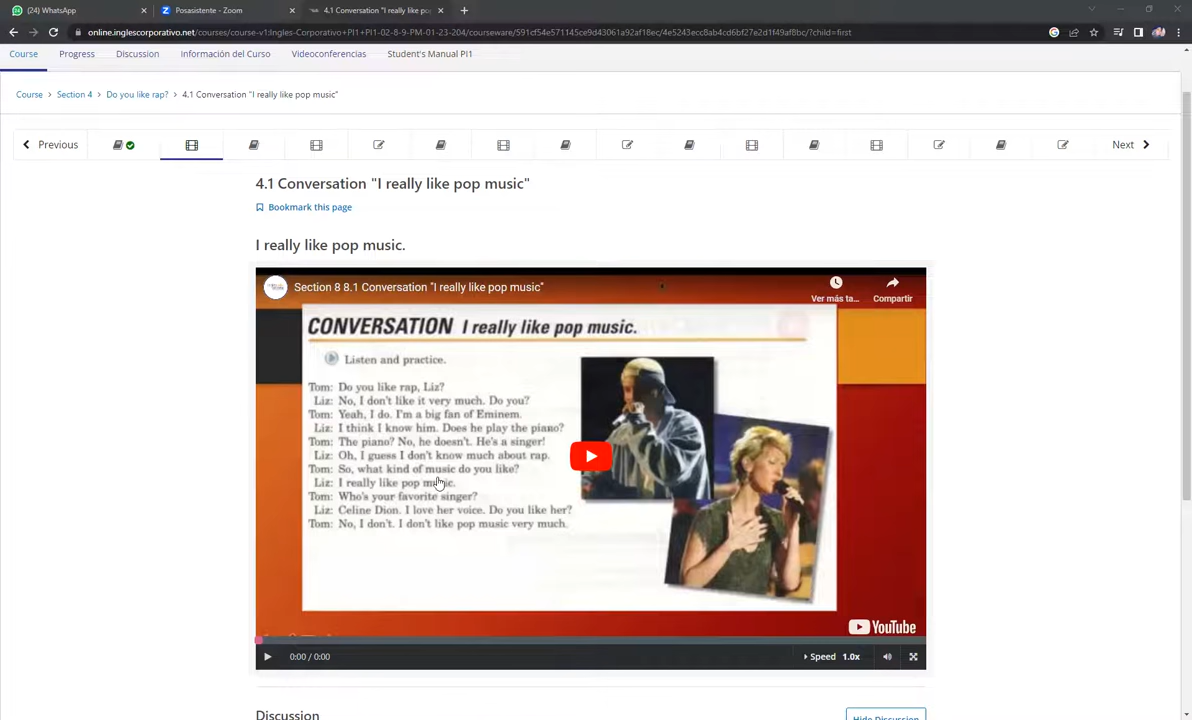 (24) WhatsApp
Posasistente - Zoom
4.1 Conversation "I really like po
online.inglescorporativo.net/courses/course-v1:Ingles-Corporativo+PI1+PI1-02-8-9-PM-01-23-204/courseware/591cf54e571145ce9d43061a92af18ec/4e5243ecc8ab4cd6bf27e2d1f49af8bc/?child=first
Course
Progress
Discussion
Información del Curso
Videoconferencias
Student's Manual PI1
Course > Section 4 > Do you like rap? > 4.1 Conversation "I really like pop music"
Previous
Next
4.1 Conversation "I really like pop music"
Bookmark this page
I really like pop music.
Section 8 8.1 Conversation "I really like pop music"
Ver más ta...
Compartir
CONVERSATION I really like pop music.
Listen and practice.
Tom: Do you like rap, Liz?
Liz: No, I don't like it very much. Do you?
Tom: Yeah, I do. I'm a big fan of Eminem.
Liz: I think I know him. Does he play the piano?
Tom: The piano? No, he doesn't. He's a singer!
Liz: Oh, I guess I don't know much about rap.
Tom: So, what kind of music do you like?
Liz: I really like pop music.
Tom: Who's your favorite singer?
Liz: Celine Dion. I love her voice. Do you like her?
Tom: No, I don't. I don't like pop music very much.
YouTube
0:00 / 0:00
Speed 1.0x
Discussion
Hide Discussion